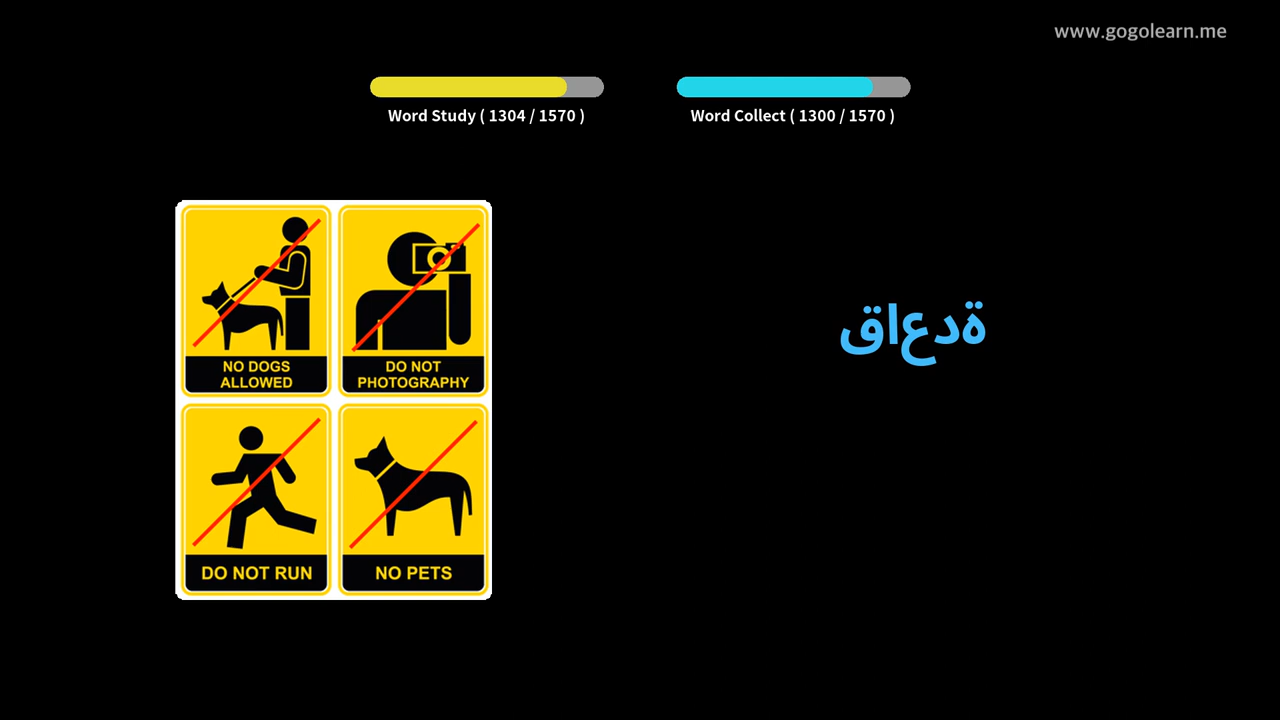 www.gogolearn.me
Word Study ( 1304 / 1570 )
Word Collect ( 1300 / 1570 )
NO DOGS
ALLOWED
DO NOT
PHOTOGRAPHY
قاعدة
DO NOT RUN
NO PETS